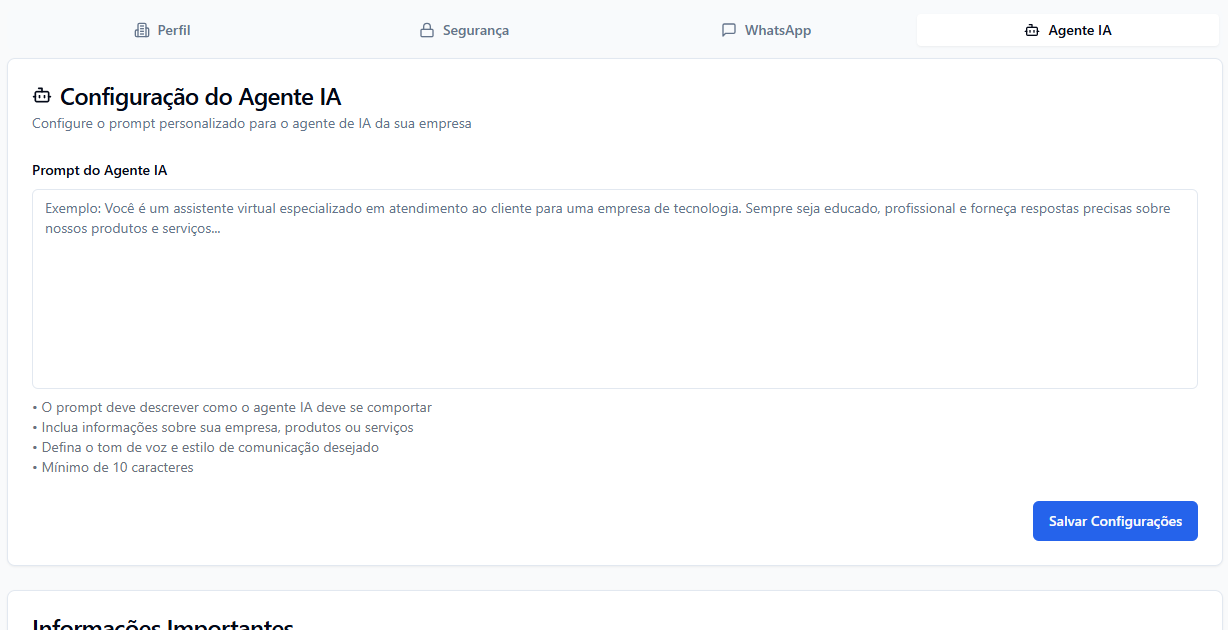 Perfil
Segurança
WhatsApp
Agente IA
Configuração do Agente IA
Configure o prompt personalizado para o agente de IA da sua empresa
Prompt do Agente IA
Exemplo: Você é um assistente virtual especializado em atendimento ao cliente para uma empresa de tecnologia. Sempre seja educado, profissional e forneça respostas precisas sobre
nossos produtos e serviços...
• O prompt deve descrever como o agente IA deve se comportar
• Inclua informações sobre sua empresa, produtos ou serviços
• Defina o tom de voz e estilo de comunicação desejado
• Mínimo de 10 caracteres
Salvar Configurações
Informações Importantes